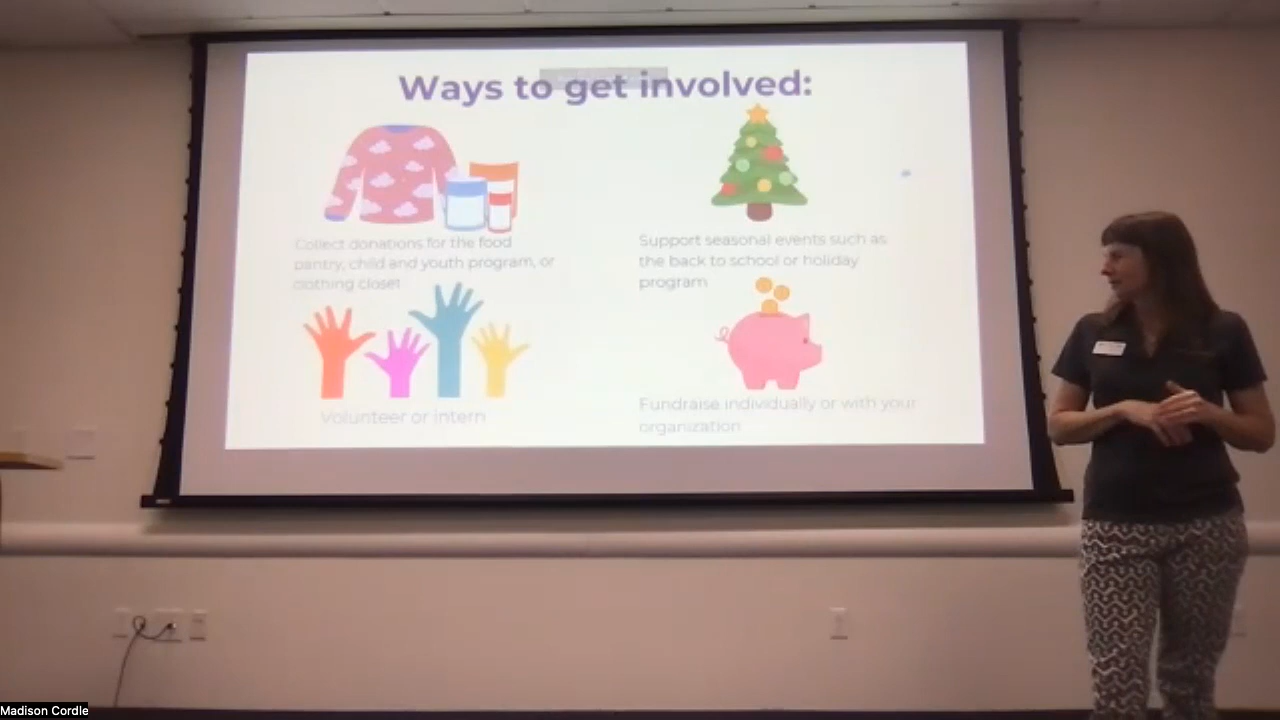 Ways to get involved:
Collect donations for the food
pantry, child and youth program, or
clothing closet
Support seasonal events such as
the back to school or holiday
program
Volunteer or intern
Fundraise individually or with your
organization
Madison Cordle